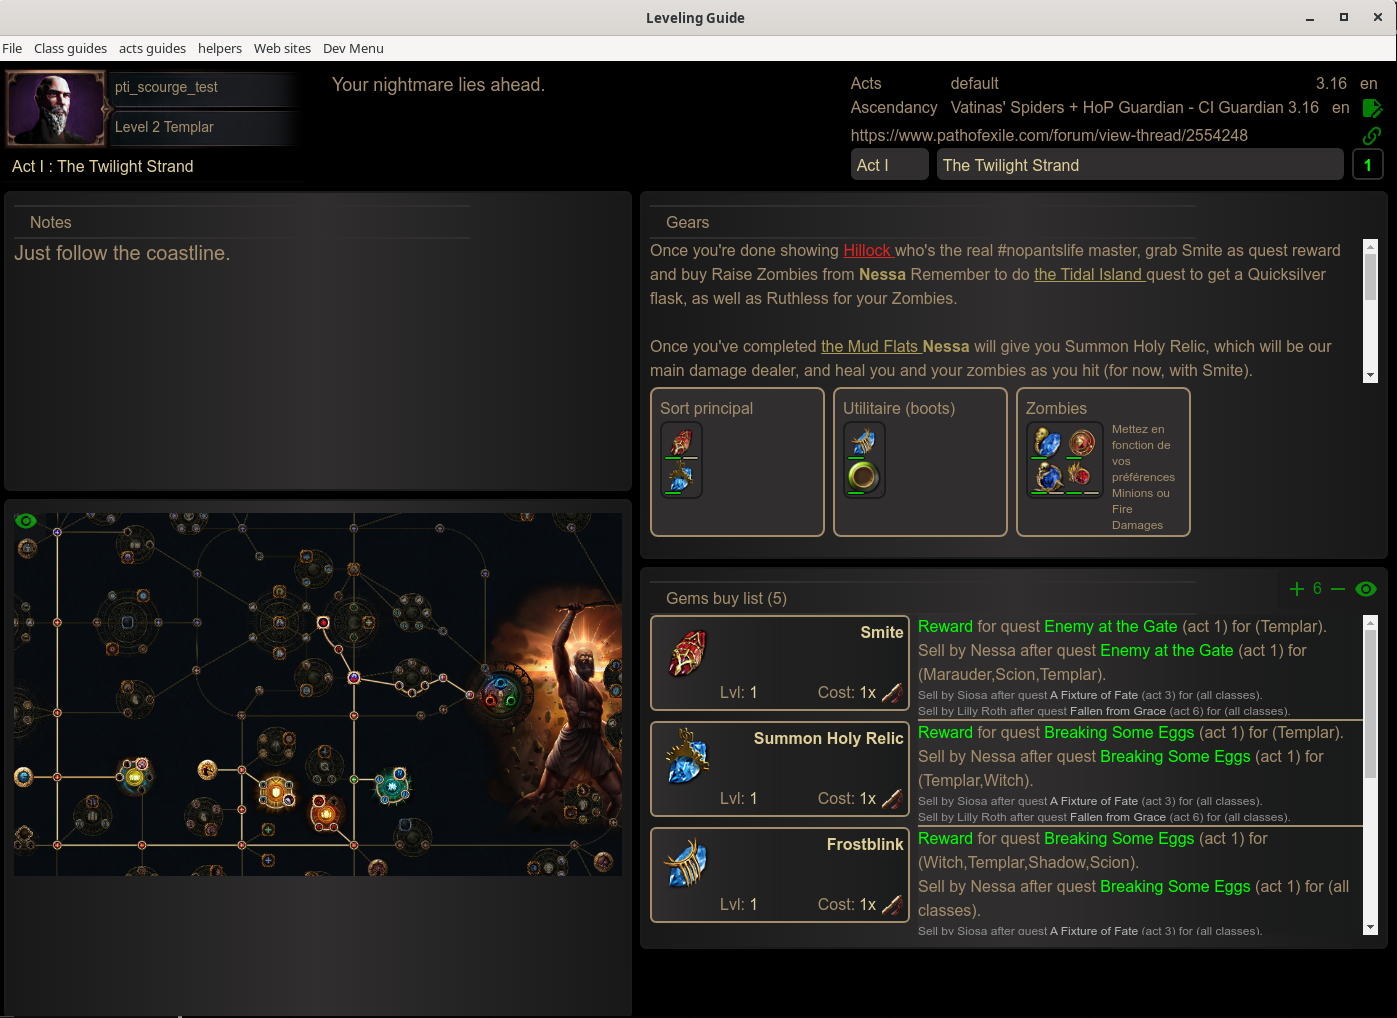 Leveling Guide
File Class guides acts guides helpers Web sites Dev Menu
pti_scourge_test
Level 2 Templar
Act I : The Twilight Strand
Your nightmare lies ahead.
Acts default 3.16 en
Ascendancy Vatinas' Spiders + HoP Guardian - CI Guardian 3.16 en
https://www.pathofexile.com/forum/view-thread/2554248
Act I The Twilight Strand 1
Notes
Just follow the coastline.
Gears
Once you're done showing Hillock who's the real #nopantslife master, grab Smite as quest reward
and buy Raise Zombies from Nessa Remember to do the Tidal Island quest to get a Quicksilver
flask, as well as Ruthless for your Zombies.
Once you've completed the Mud Flats Nessa will give you Summon Holy Relic, which will be our
main damage dealer, and heal you and your zombies as you hit (for now, with Smite).
Sort principal
Utilitaire (boots)
Zombies
Mettez en
fonction de
vos
préférences
Minions ou
Fire
Damages
Gems buy list (5)
+ 6 −
Smite
Lvl: 1 Cost: 1x
Reward for quest Enemy at the Gate (act 1) for (Templar).
Sell by Nessa after quest Enemy at the Gate (act 1) for
(Marauder,Scion,Templar).
Sell by Siosa after quest A Fixture of Fate (act 3) for (all classes).
Sell by Lilly Roth after quest Fallen from Grace (act 6) for (all classes).
Summon Holy Relic
Lvl: 1 Cost: 1x
Reward for quest Breaking Some Eggs (act 1) for (Templar).
Sell by Nessa after quest Breaking Some Eggs (act 1) for
(Templar,Witch).
Sell by Siosa after quest A Fixture of Fate (act 3) for (all classes).
Sell by Lilly Roth after quest Fallen from Grace (act 6) for (all classes).
Frostblink
Lvl: 1 Cost: 1x
Reward for quest Breaking Some Eggs (act 1) for
(Witch,Templar,Shadow,Scion).
Sell by Nessa after quest Breaking Some Eggs (act 1) for (all
classes).
Sell by Siosa after quest A Fixture of Fate (act 3) for (all classes).